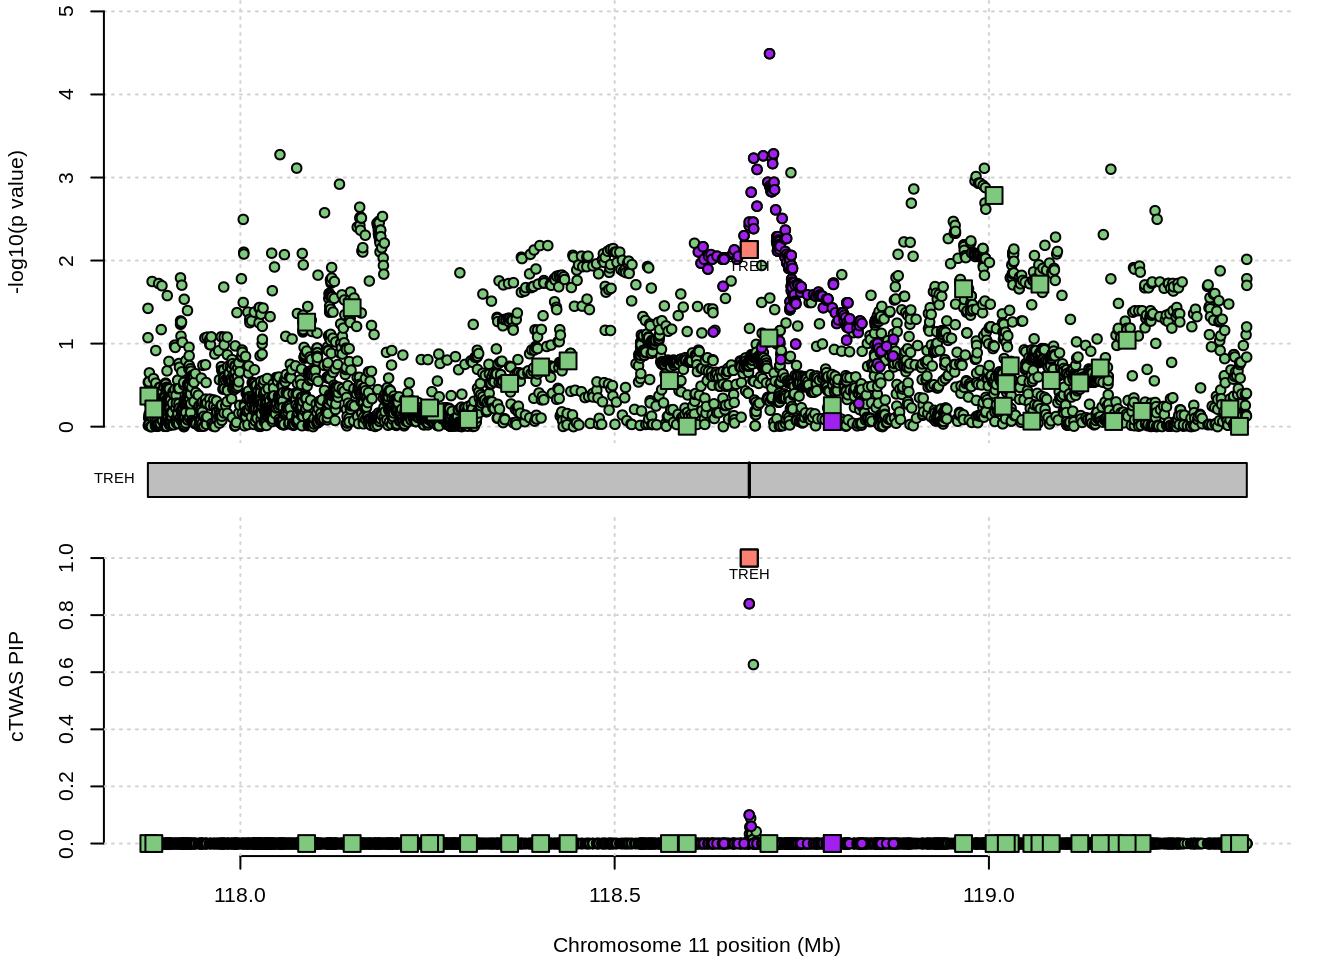 -log10(p value)
5
4
3
2
1
0
TREH
TREH
cTWAS PIP
1.0
0.8
0.6
0.4
0.2
0.0
TREH
118.0
118.5
119.0
Chromosome 11 position (Mb)